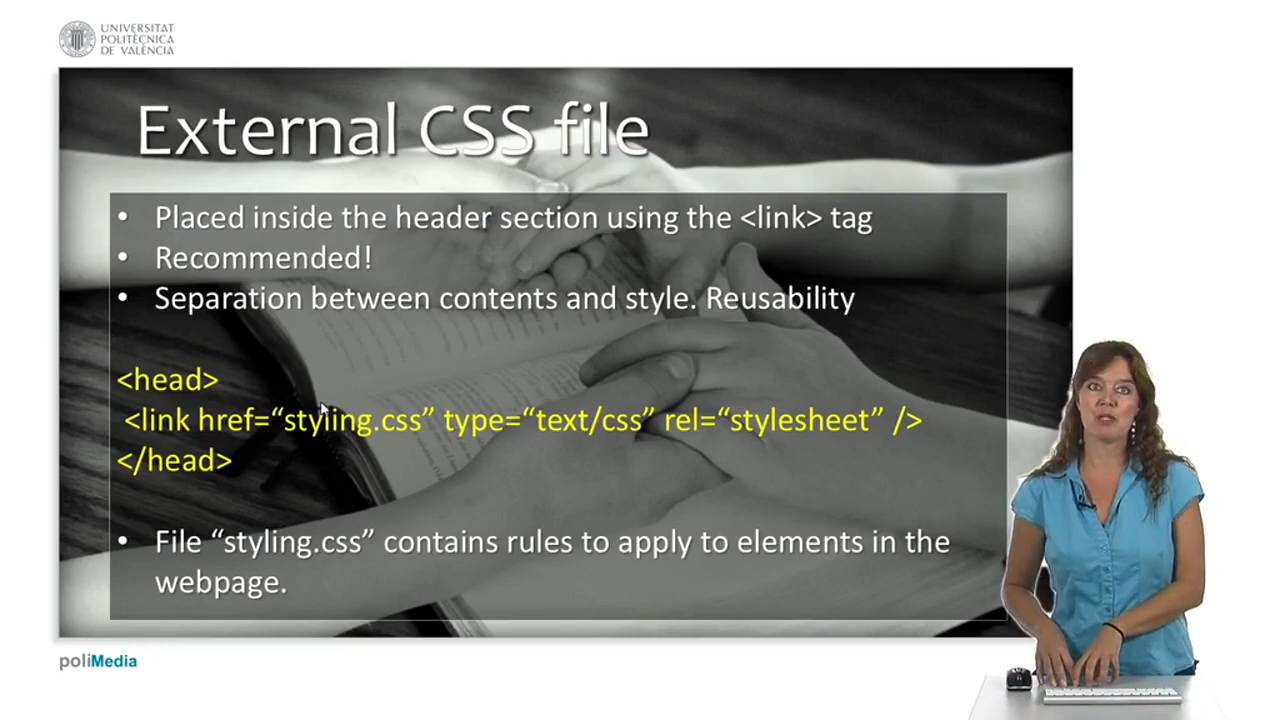 UNIVERSITAT
POLITÈCNICA
DE VALÈNCIA
External CSS file
• Placed inside the header section using the <link> tag
• Recommended!
• Separation between contents and style. Reusability
<head>
<link href=“styling.css” type=“text/css” rel=“stylesheet” />
</head>
• File “styling.css” contains rules to apply to elements in the
webpage.
poliMedia